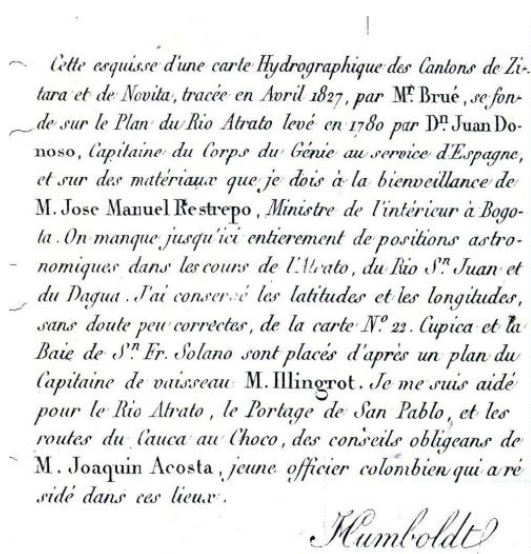 Cette esquisse d'une carte Hydrographique des Cantons de Zi-
tara et de Novita, tracée en Avril 1827, par Mr. Brué, se fon-
de sur le Plan du Rio Atrato levé en 1780 par Dn. Juan Do-
noso, Capitaine du Corps du Génie au service d'Espagne,
et sur des matériaux que je dois à la bienveillance de
M. Jose Manuel Restrepo, Ministre de l'intérieur à Bogo-
ta. On manque jusqu'ici entierement de positions astro-
nomiques dans les cours de l'Atrato, du Rio Sn. Juan et
du Dagua. J'ai conservé les latitudes et les longitudes,
sans doute peu correctes, de la carte No. 22. Cupica et la
Baie de Sn. Fr. Solano sont placés d'après un plan du
Capitaine de vaisseau M. Illingrot. Je me suis aidé
pour le Rio Atrato, le Portage de San Pablo, et les
routes du Cauca au Choco, des conseils obligeans de
M. Joaquin Acosta, jeune officier colombien qui a ré
sidé dans ces lieux.
Humboldt